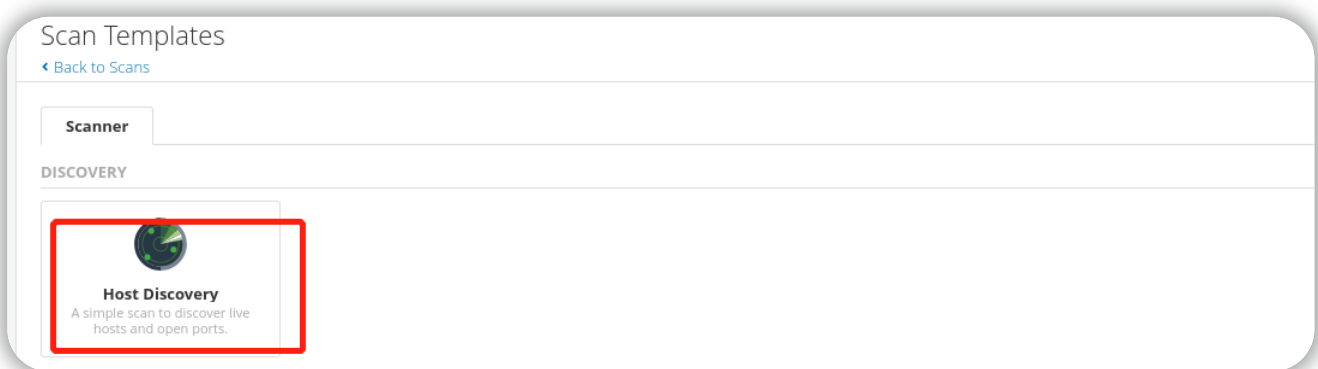 Scan Templates
Back to Scans
Scanner
DISCOVERY
Host Discovery
A simple scan to discover live
hosts and open ports.